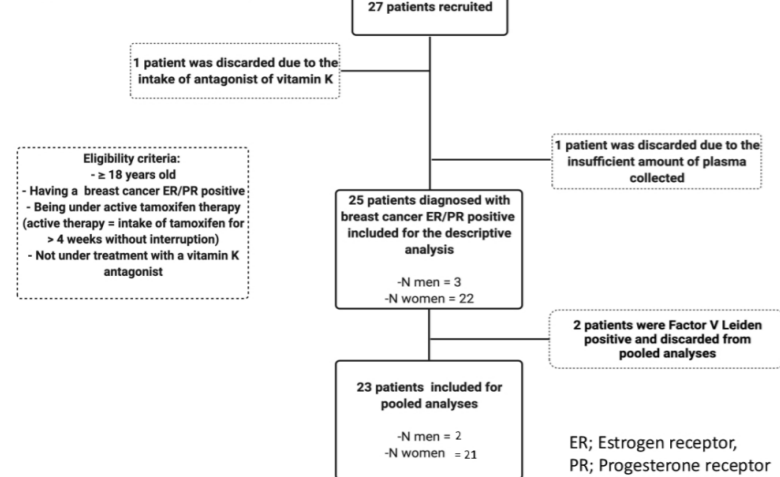 27 patients recruited
1 patient was discarded due to the
intake of antagonist of vitamin K
1 patient was discarded due to the
insufficient amount of plasma
collected
Eligibility criteria:
- ≥ 18 years old
- Having a breast cancer ER/PR positive
- Being under active tamoxifen therapy
(active therapy = intake of tamoxifen for
> 4 weeks without interruption)
- Not under treatment with a vitamin K
antagonist
25 patients diagnosed with
breast cancer ER/PR positive
included for the descriptive
analysis
-N men = 3
-N women = 22
2 patients were Factor V Leiden
positive and discarded from
pooled analyses
23 patients included for
pooled analyses
-N men = 2
-N women = 21
ER; Estrogen receptor,
PR; Progesterone receptor